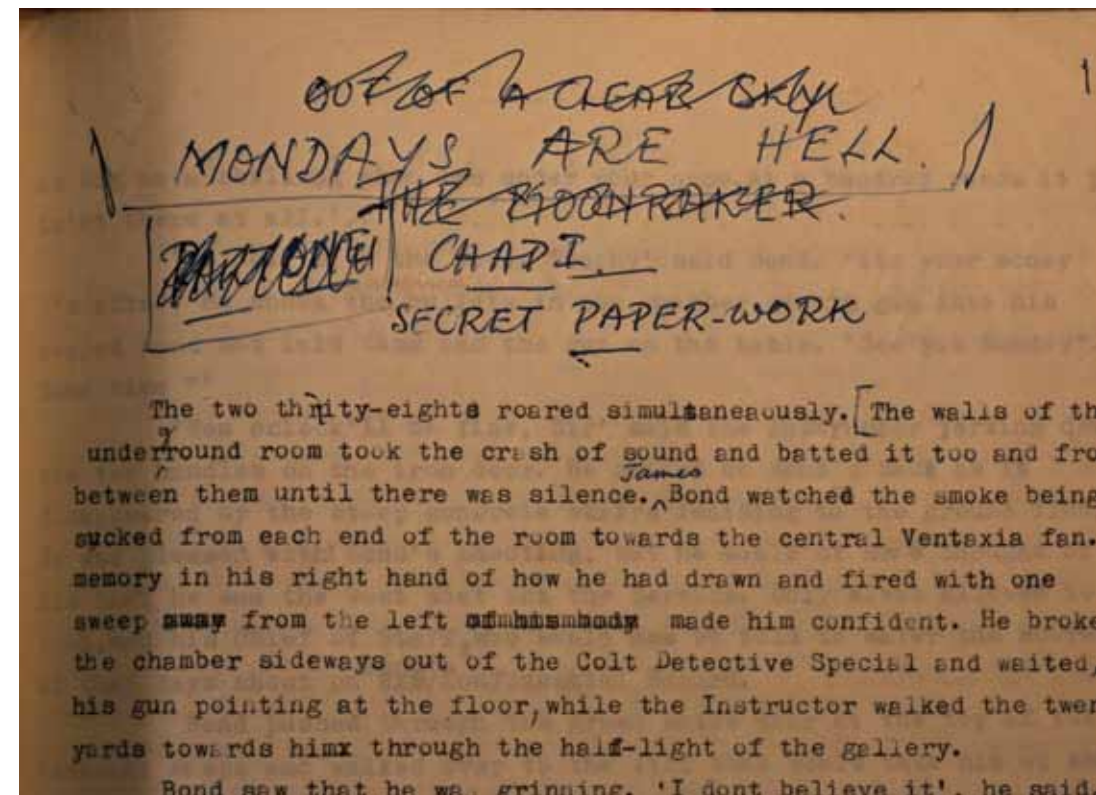 1
OUT OF A CLEAR SKY
MONDAYS ARE HELL.
THE MOONRAKER.
PART ONE CHAP I.
SECRET PAPER-WORK
The two thrity-eights roared simultaneously. [The walls of th
underground room took the crash of sound and batted it too and fro
between them until there was silence. James Bond watched the smoke being
sucked from each end of the room towards the central Ventaxia fan.
memory in his right hand of how he had drawn and fired with one
sweep away from the left of his body made him confident. He broke
the chamber sideways out of the Colt Detective Special and waited,
his gun pointing at the floor, while the Instructor walked the twen
yards towards himx through the half-light of the gallery.
Bond saw that he was grinning. 'I dont believe it', he said.